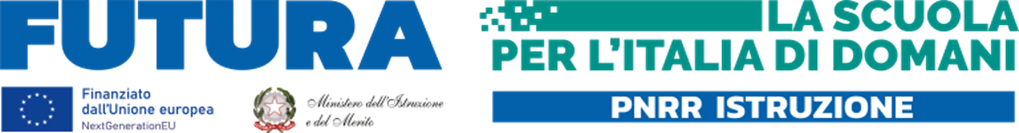 FUTURA
Finanziato
dall'Unione europea
NextGenerationEU
Ministero dell'Istruzione
e del Merito
LA SCUOLA
PER L'ITALIA DI DOMANI
PNRR ISTRUZIONE